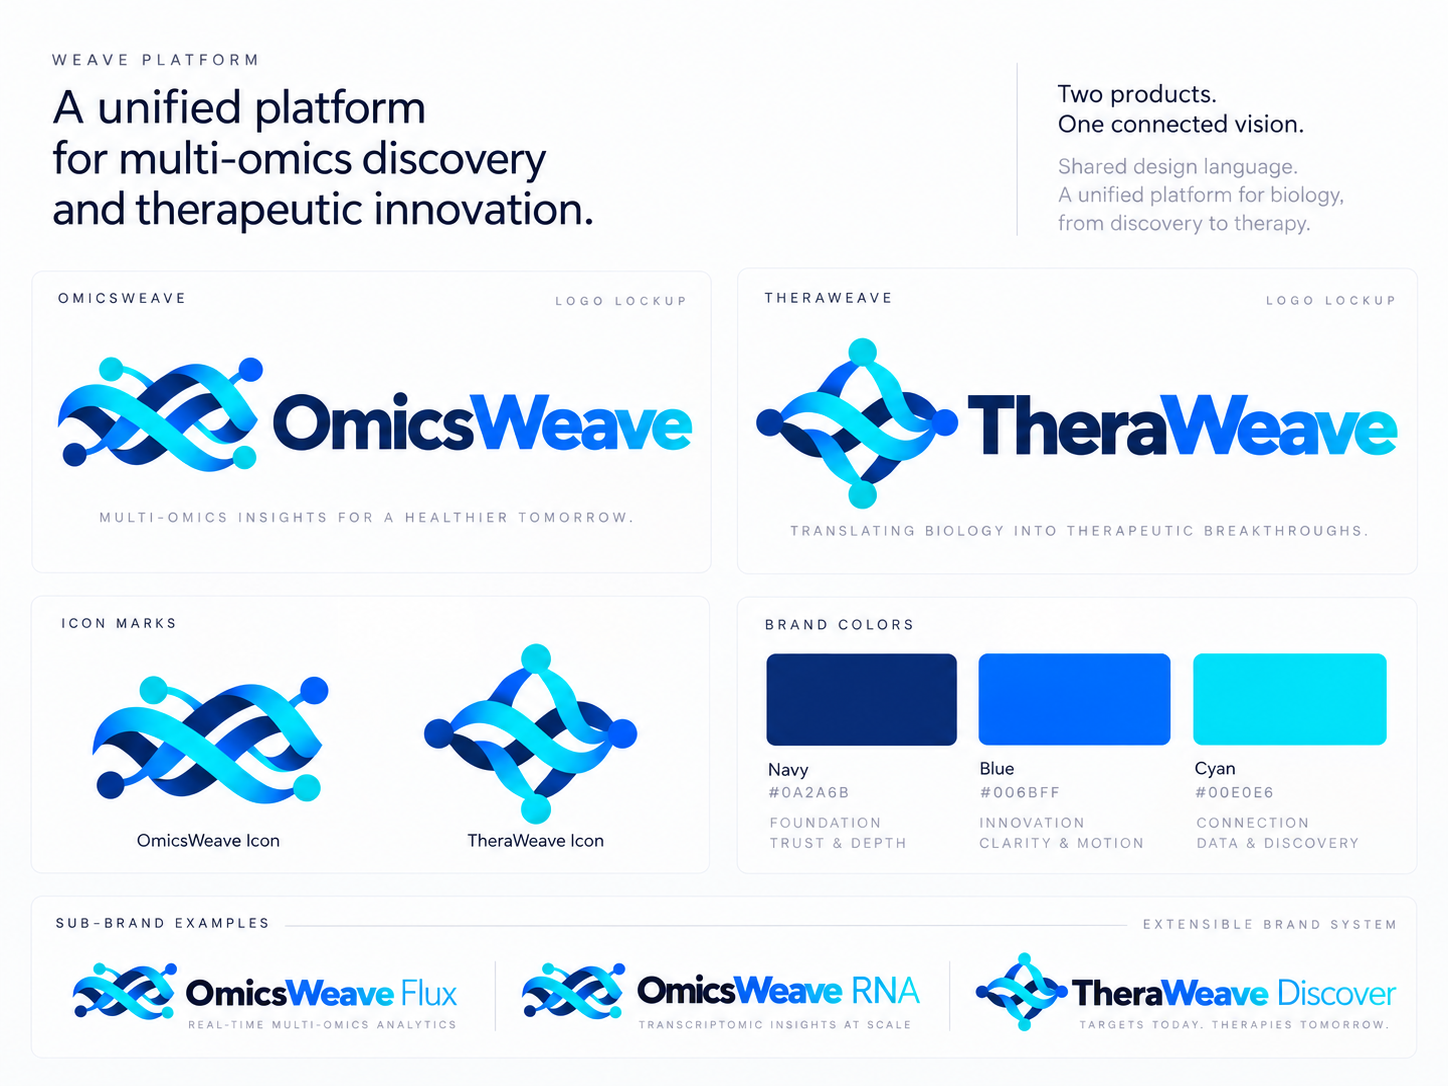 WEAVE PLATFORM
A unified platform
for multi-omics discovery
and therapeutic innovation.
Two products.
One connected vision.
Shared design language.
A unified platform for biology,
from discovery to therapy.
OMICSWEAVE
LOGO LOCKUP
OmicsWeave
MULTI-OMICS INSIGHTS FOR A HEALTHIER TOMORROW.
THERAWEAVE
LOGO LOCKUP
TheraWeave
TRANSLATING BIOLOGY INTO THERAPEUTIC BREAKTHROUGHS.
ICON MARKS
OmicsWeave Icon
TheraWeave Icon
BRAND COLORS
Navy
#0A2A6B
FOUNDATION
TRUST & DEPTH
Blue
#006BFF
INNOVATION
CLARITY & MOTION
Cyan
#00E0E6
CONNECTION
DATA & DISCOVERY
SUB-BRAND EXAMPLES
EXTENSIBLE BRAND SYSTEM
OmicsWeave Flux
REAL-TIME MULTI-OMICS ANALYTICS
OmicsWeave RNA
TRANSCRIPTOMIC INSIGHTS AT SCALE
TheraWeave Discover
TARGETS TODAY. THERAPIES TOMORROW.